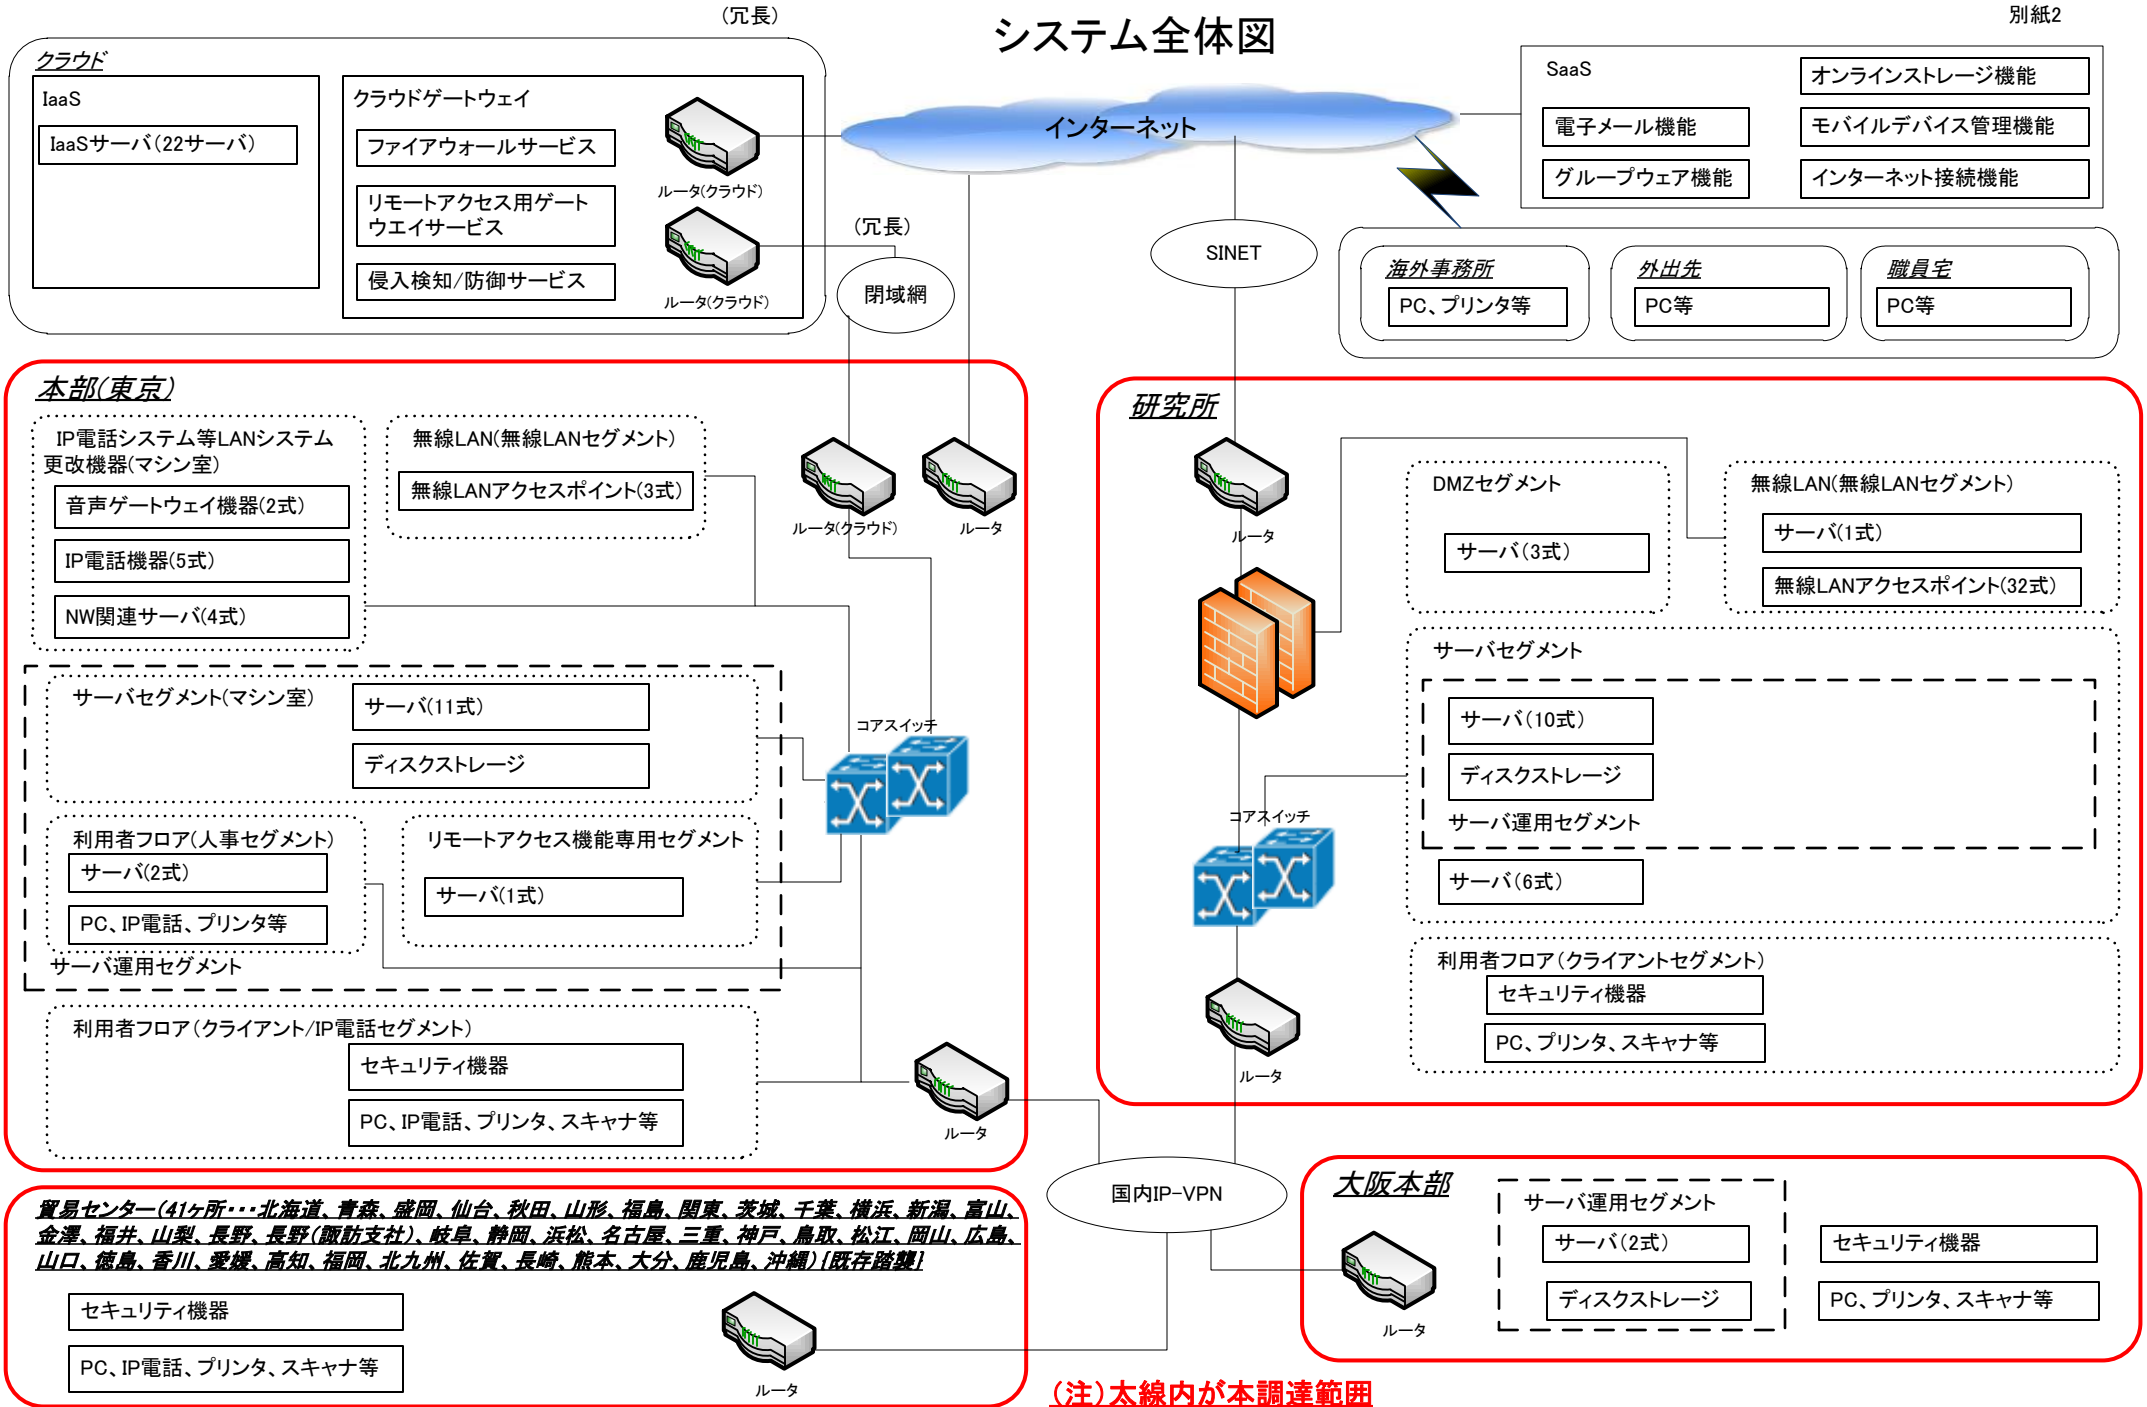 (冗長)
システム全体図
別紙2
クラウド
IaaS
IaaSサーバ(22サーバ)
クラウドゲートウェイ
ファイアウォールサービス
リモートアクセス用ゲート
ウエイサービス
侵入検知/防御サービス
ルータ(クラウド)
ルータ(クラウド)
インターネット
(冗長)
閉域網
SINET
SaaS
電子メール機能
グループウェア機能
オンラインストレージ機能
モバイルデバイス管理機能
インターネット接続機能
海外事務所
PC、プリンタ等
外出先
PC等
職員宅
PC等
本部(東京)
IP電話システム等LANシステム
更改機器(マシン室)
音声ゲートウェイ機器(2式)
IP電話機器(5式)
NW関連サーバ(4式)
無線LAN(無線LANセグメント)
無線LANアクセスポイント(3式)
ルータ(クラウド)
ルータ
サーバセグメント(マシン室)
サーバ(11式)
ディスクストレージ
コアスイッチ
利用者フロア(人事セグメント)
サーバ(2式)
PC、IP電話、プリンタ等
リモートアクセス機能専用セグメント
サーバ(1式)
サーバ運用セグメント
利用者フロア(クライアント/IP電話セグメント)
セキュリティ機器
PC、IP電話、プリンタ、スキャナ等
ルータ
研究所
ルータ
DMZセグメント
サーバ(3式)
無線LAN(無線LANセグメント)
サーバ(1式)
無線LANアクセスポイント(32式)
サーバセグメント
サーバ(10式)
ディスクストレージ
サーバ運用セグメント
サーバ(6式)
コアスイッチ
利用者フロア(クライアントセグメント)
セキュリティ機器
PC、プリンタ、スキャナ等
ルータ
国内IP-VPN
貿易センター(41ヶ所・・・北海道、青森、盛岡、仙台、秋田、山形、福島、関東、茨城、千葉、横浜、新潟、富山、
金澤、福井、山梨、長野、長野(諏訪支社)、岐阜、静岡、浜松、名古屋、三重、神戸、鳥取、松江、岡山、広島、
山口、徳島、香川、愛媛、高知、福岡、北九州、佐賀、長崎、熊本、大分、鹿児島、沖縄)[既存踏襲]
セキュリティ機器
PC、IP電話、プリンタ、スキャナ等
ルータ
大阪本部
ルータ
サーバ運用セグメント
サーバ(2式)
ディスクストレージ
セキュリティ機器
PC、プリンタ、スキャナ等
(注)太線内が本調達範囲